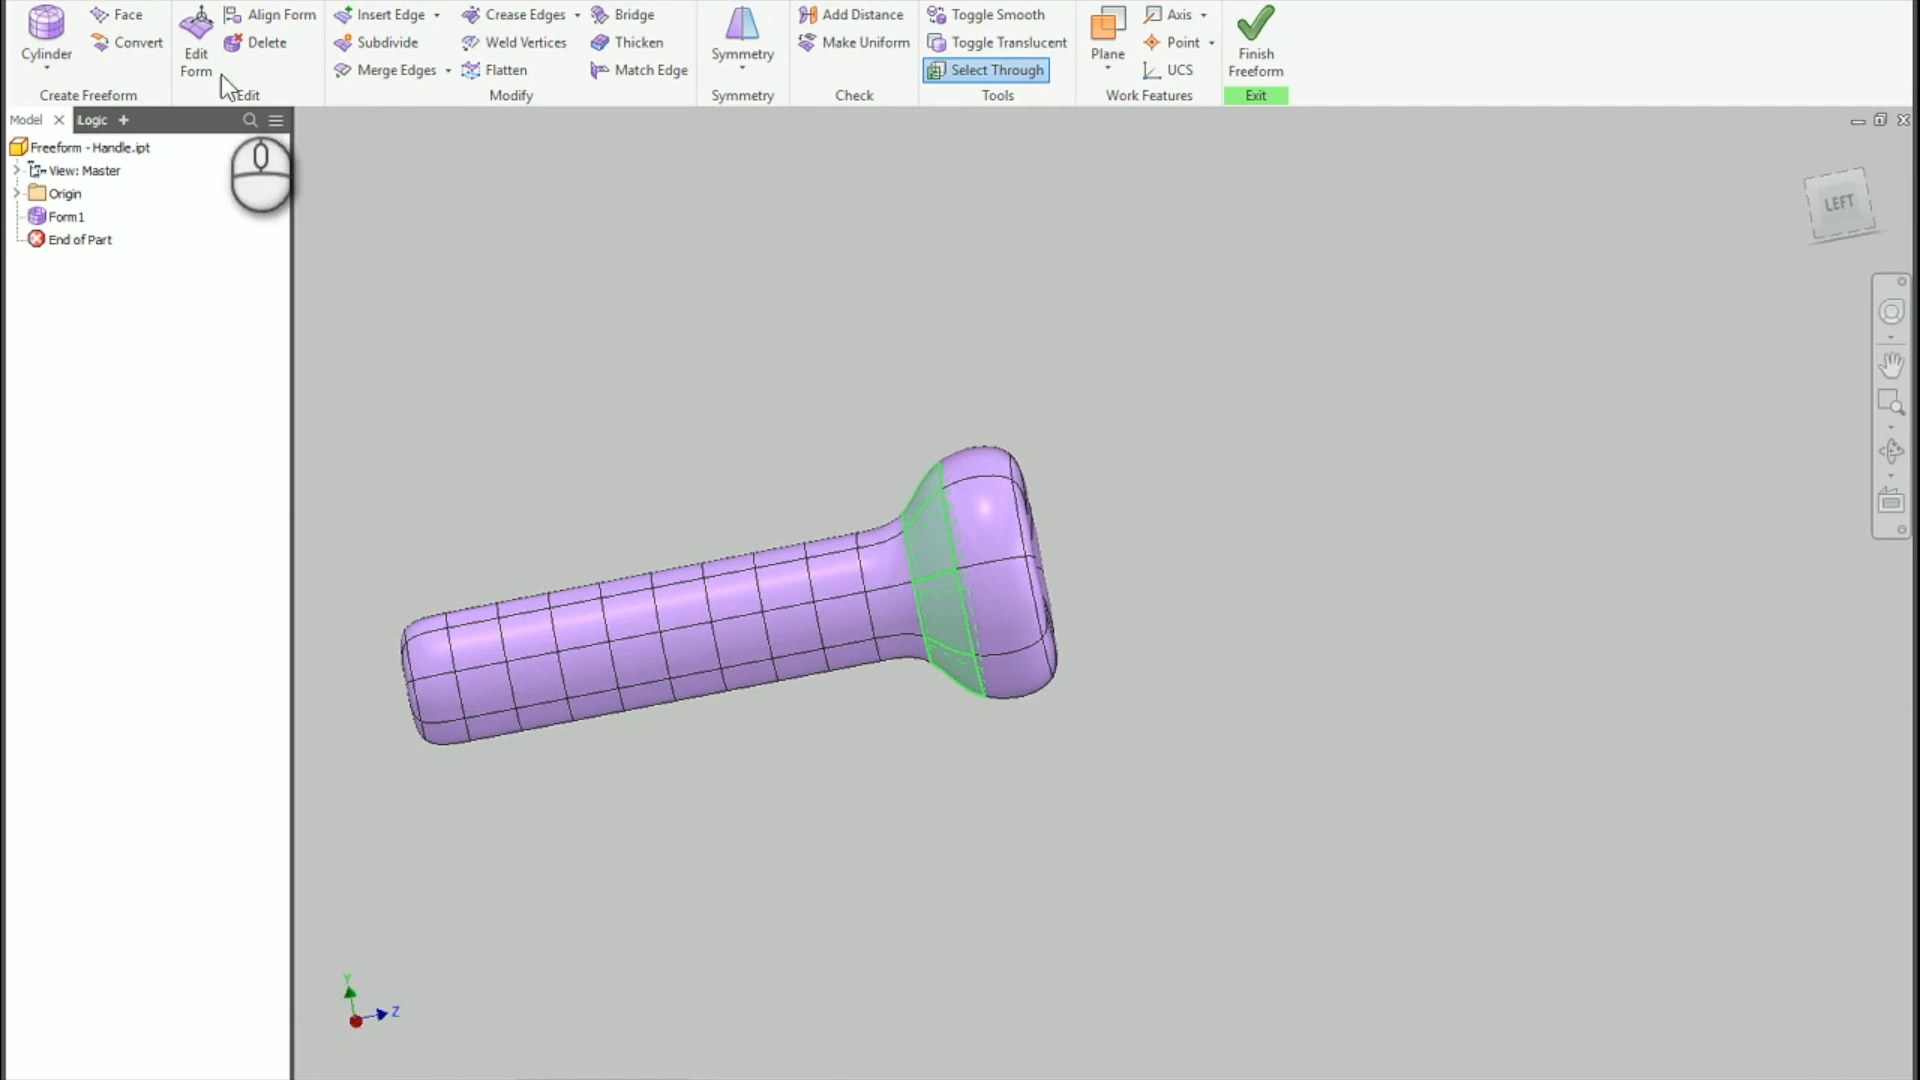 Cylinder
Face
Convert
Create Freeform
Edit
Form
Align Form
Delete
Edit
Insert Edge
Subdivide
Merge Edges
Crease Edges
Weld Vertices
Flatten
Bridge
Thicken
Match Edge
Modify
Symmetry
Symmetry
Add Distance
Make Uniform
Check
Toggle Smooth
Toggle Translucent
Select Through
Tools
Plane
Axis
Point
UCS
Work Features
Finish
Freeform
Exit
Model
iLogic
Freeform - Handle.ipt
View: Master
Origin
Form1
End of Part
LEFT
Y
Z